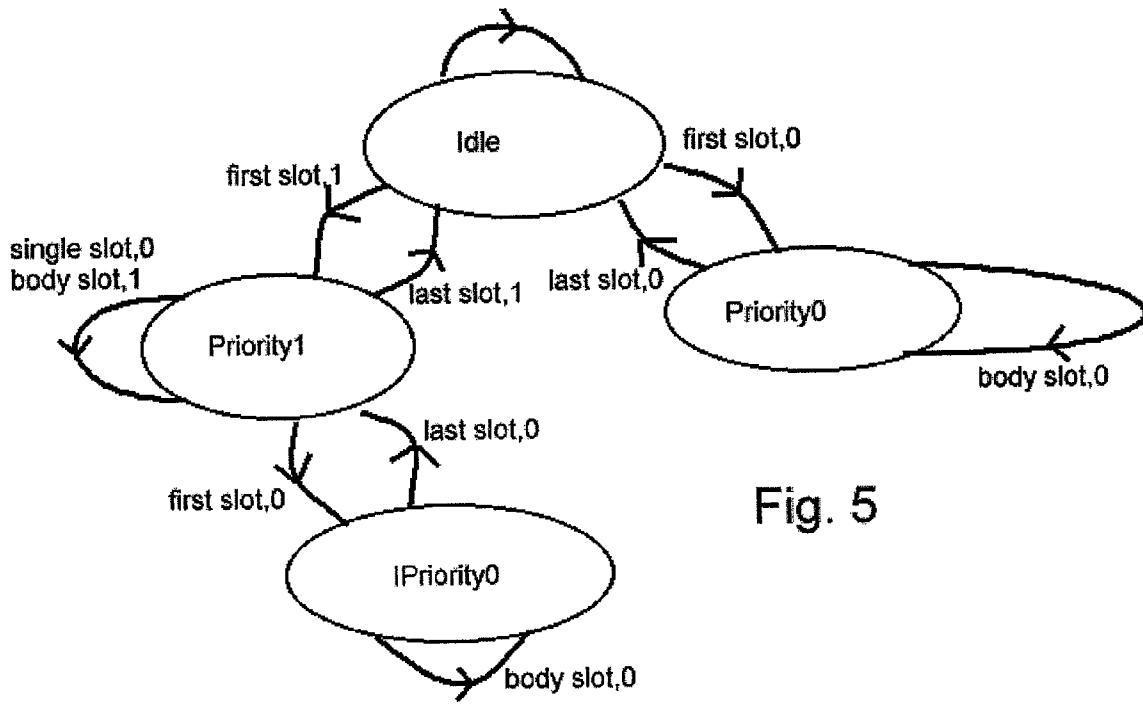 Idle
first slot,0
first slot,1
single slot,0
body slot,1
last slot,1
last slot,0
Priority1
Priority0
body slot,0
last slot,0
first slot,0
IPriority0
body slot,0
Fig. 5